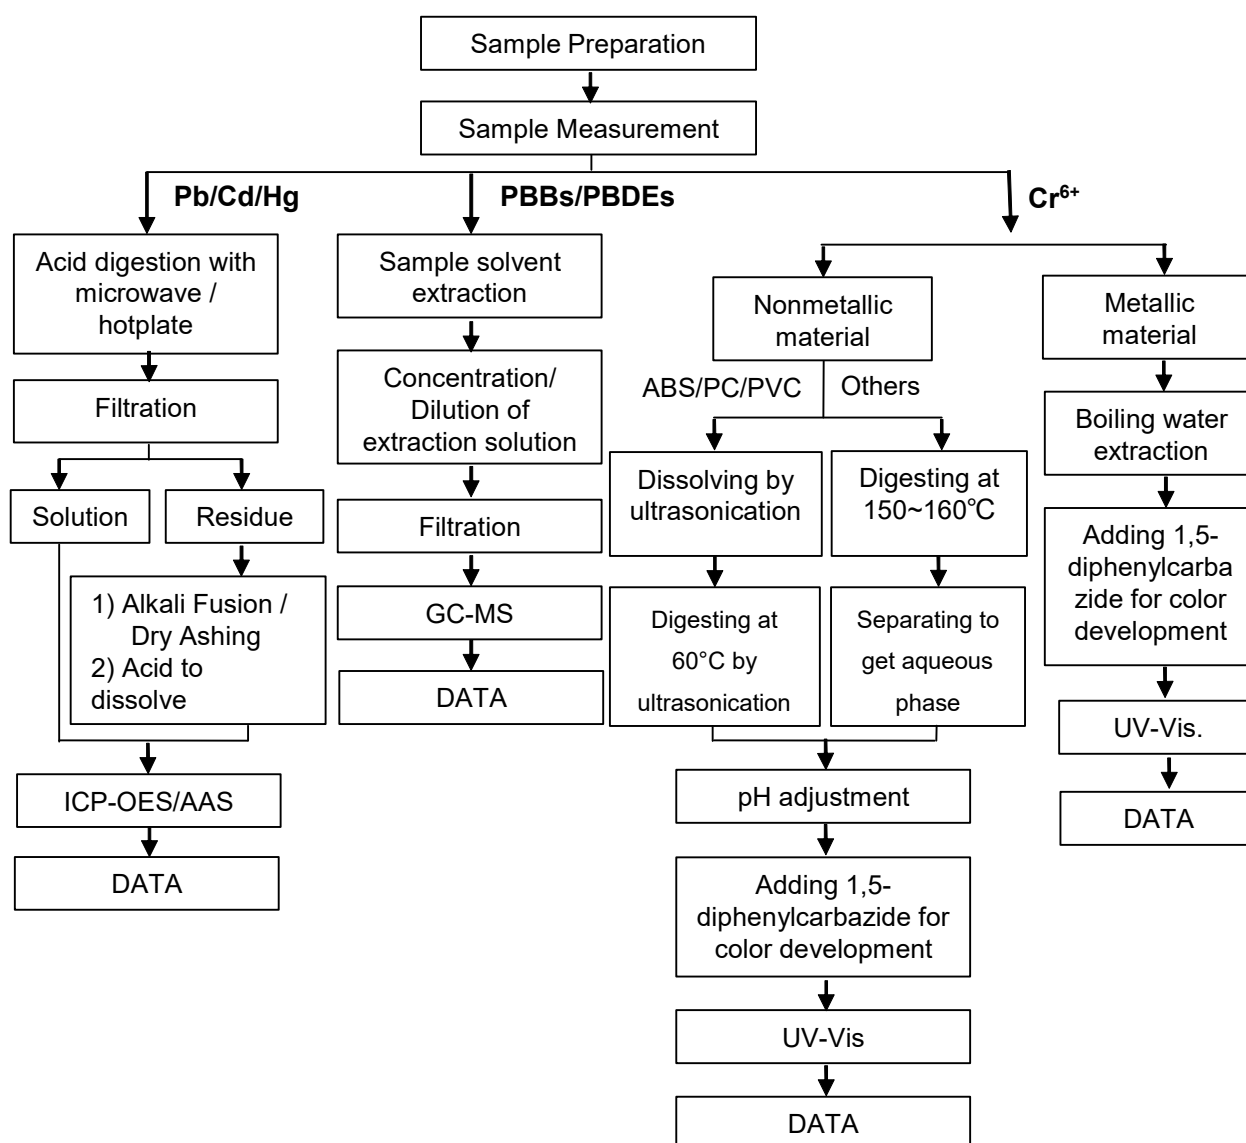 Sample Preparation
Sample Measurement
Pb/Cd/Hg
PBBs/PBDEs
Cr⁶⁺
Acid digestion with
microwave /
hotplate
Filtration
Solution
Residue
1) Alkali Fusion /
Dry Ashing
2) Acid to
dissolve
ICP-OES/AAS
DATA
Sample solvent
extraction
Concentration/
Dilution of
extraction solution
Filtration
GC-MS
DATA
Nonmetallic
material
ABS/PC/PVC
Others
Dissolving by
ultrasonication
Digesting at
60°C by
ultrasonication
Digesting at
150~160℃
Separating to
get aqueous
phase
pH adjustment
Adding 1,5-
diphenylcarbazide for
color development
UV-Vis
DATA
Metallic
material
Boiling water
extraction
Adding 1,5-
diphenylcarba
zide for color
development
UV-Vis.
DATA